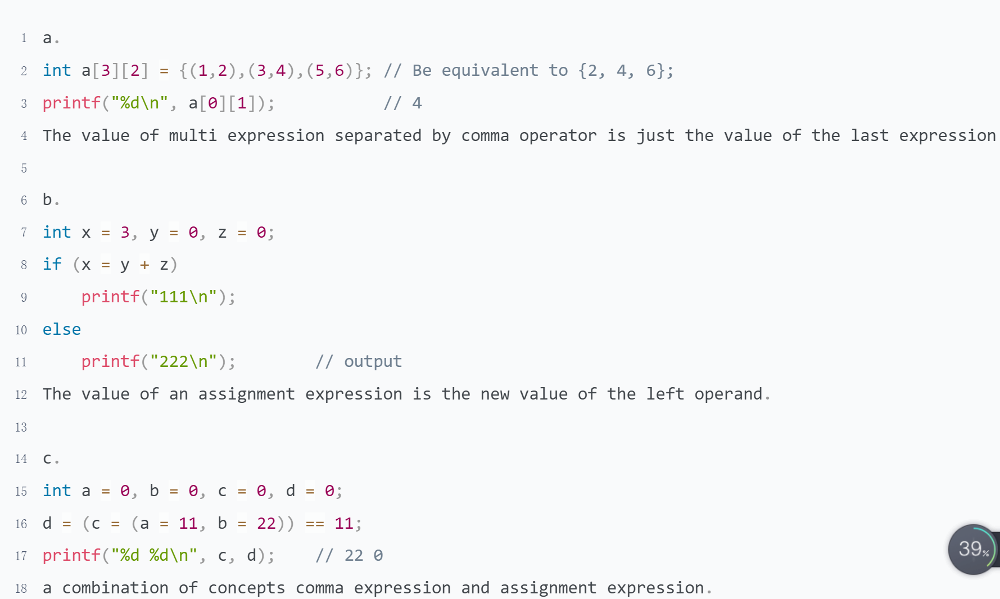 1 a.
2 int a[3][2] = {(1,2),(3,4),(5,6)}; // Be equivalent to {2, 4, 6};
3 printf("%d\n", a[0][1]); // 4
4 The value of multi expression separated by comma operator is just the value of the last expression
5
6 b.
7 int x = 3, y = 0, z = 0;
8 if (x = y + z)
9 printf("111\n");
10 else
11 printf("222\n"); // output
12 The value of an assignment expression is the new value of the left operand.
13
14 c.
15 int a = 0, b = 0, c = 0, d = 0;
16 d = (c = (a = 11, b = 22)) == 11;
17 printf("%d %d\n", c, d); // 22 0
39%
18 a combination of concepts comma expression and assignment expression.